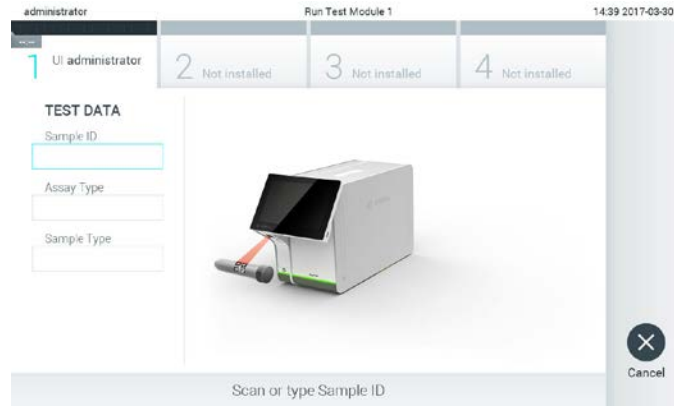 administrator Run Test Module 1 14:39 2017-03-30
1 UI administrator 2 Not installed 3 Not installed 4 Not installed
TEST DATA
Sample ID
Assay Type
Sample Type
Cancel
Scan or type Sample ID